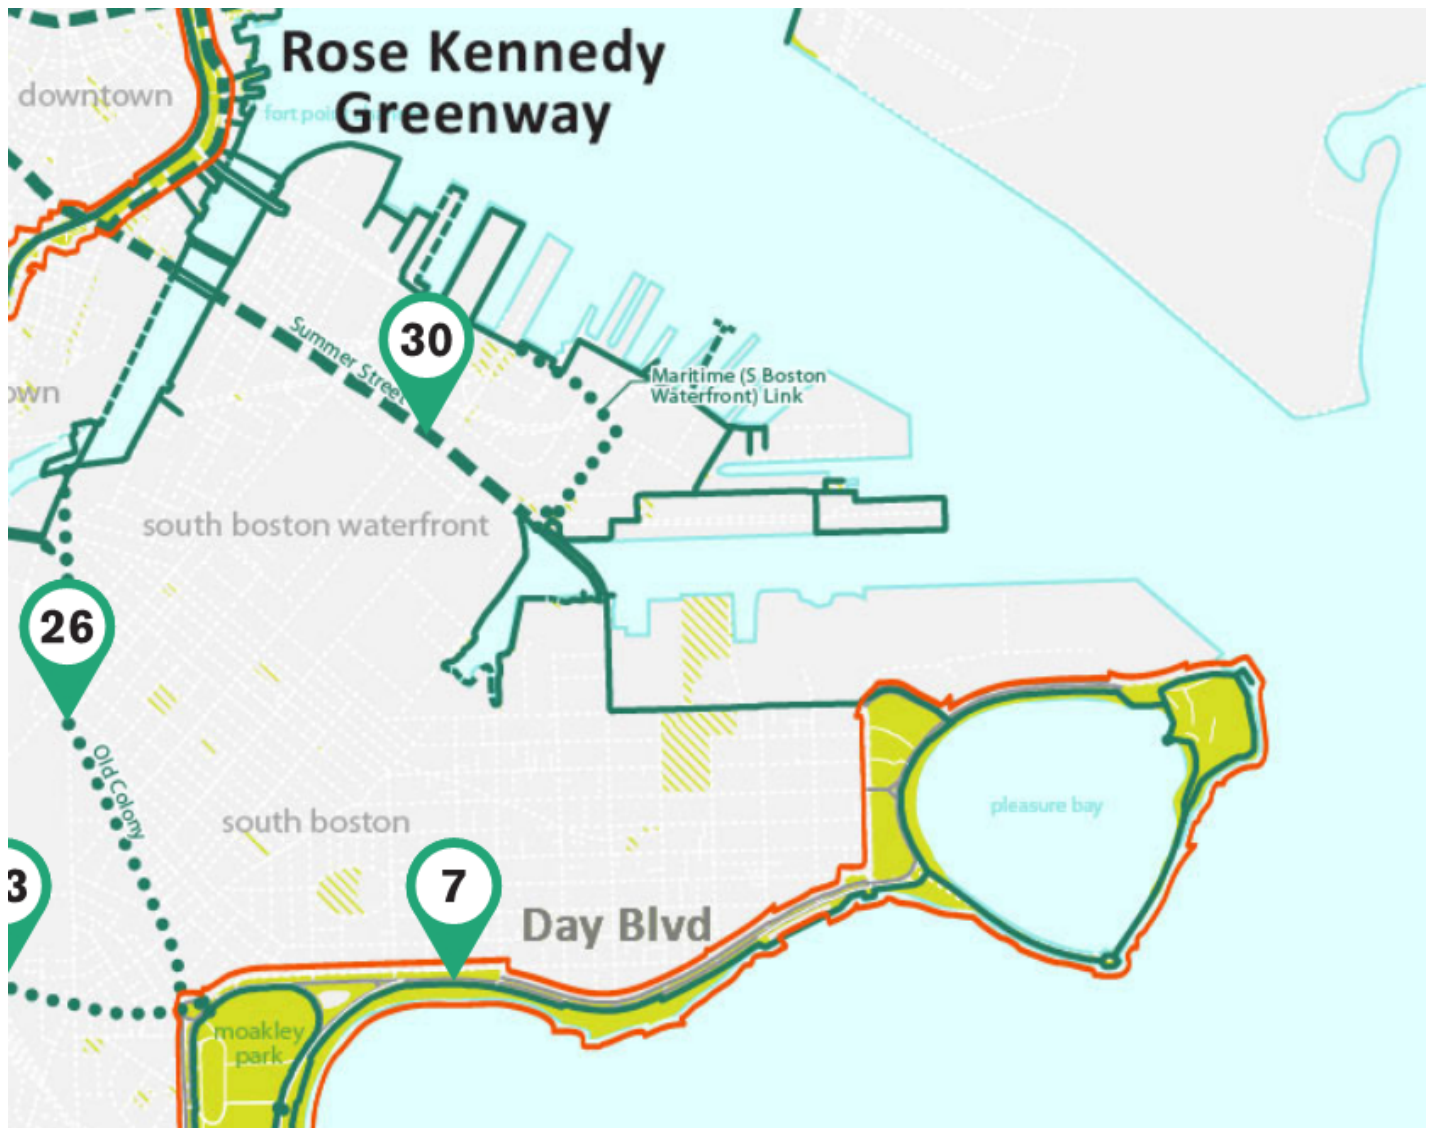 Rose Kennedy
Greenway
downtown
fort point
30
Summer Street
Maritime (S Boston
Waterfront) Link
own
south boston waterfront
26
Old Colony
pleasure bay
south boston
3
7
Day Blvd
moakley
park